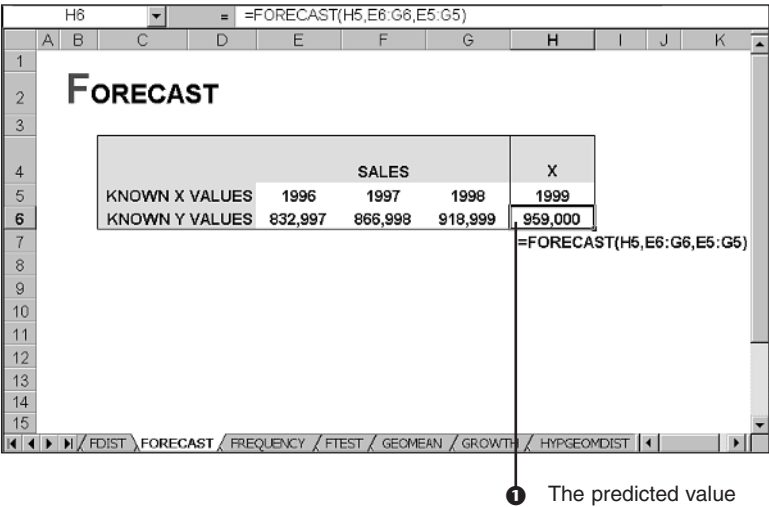 H6 = =FORECAST(H5,E6:G6,E5:G5)
A B C D E F G H I J K
1
2 FORECAST
3
4 SALES X
5 KNOWN X VALUES 1996 1997 1998 1999
6 KNOWN Y VALUES 832,997 866,998 918,999 959,000
7 =FORECAST(H5,E6:G6,E5:G5)
8
9
10
11
12
13
14
15
FDIST FORECAST FREQUENCY FTEST GEOMEAN GROWTH HYPGEOMDIST
1 The predicted value